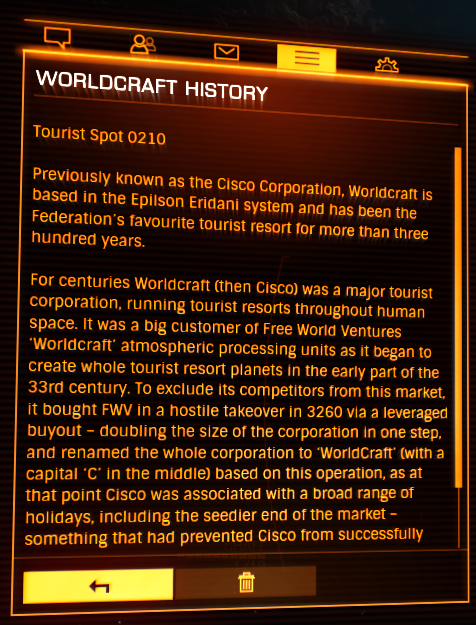 WORLDCRAFT HISTORY
Tourist Spot 0210
Previously known as the Cisco Corporation, Worldcraft is
based in the Epilson Eridani system and has been the
Federation's favourite tourist resort for more than three
hundred years.
For centuries Worldcraft (then Cisco) was a major tourist
corporation, running tourist resorts throughout human
space. It was a big customer of Free World Ventures
'Worldcraft' atmospheric processing units as it began to
create whole tourist resort planets in the early part of the
33rd century. To exclude its competitors from this market,
it bought FWV in a hostile takeover in 3260 via a leveraged
buyout – doubling the size of the corporation in one step,
and renamed the whole corporation to 'WorldCraft' (with a
capital 'C' in the middle) based on this operation, as at
that point Cisco was associated with a broad range of
holidays, including the seedier end of the market –
something that had prevented Cisco from successfully